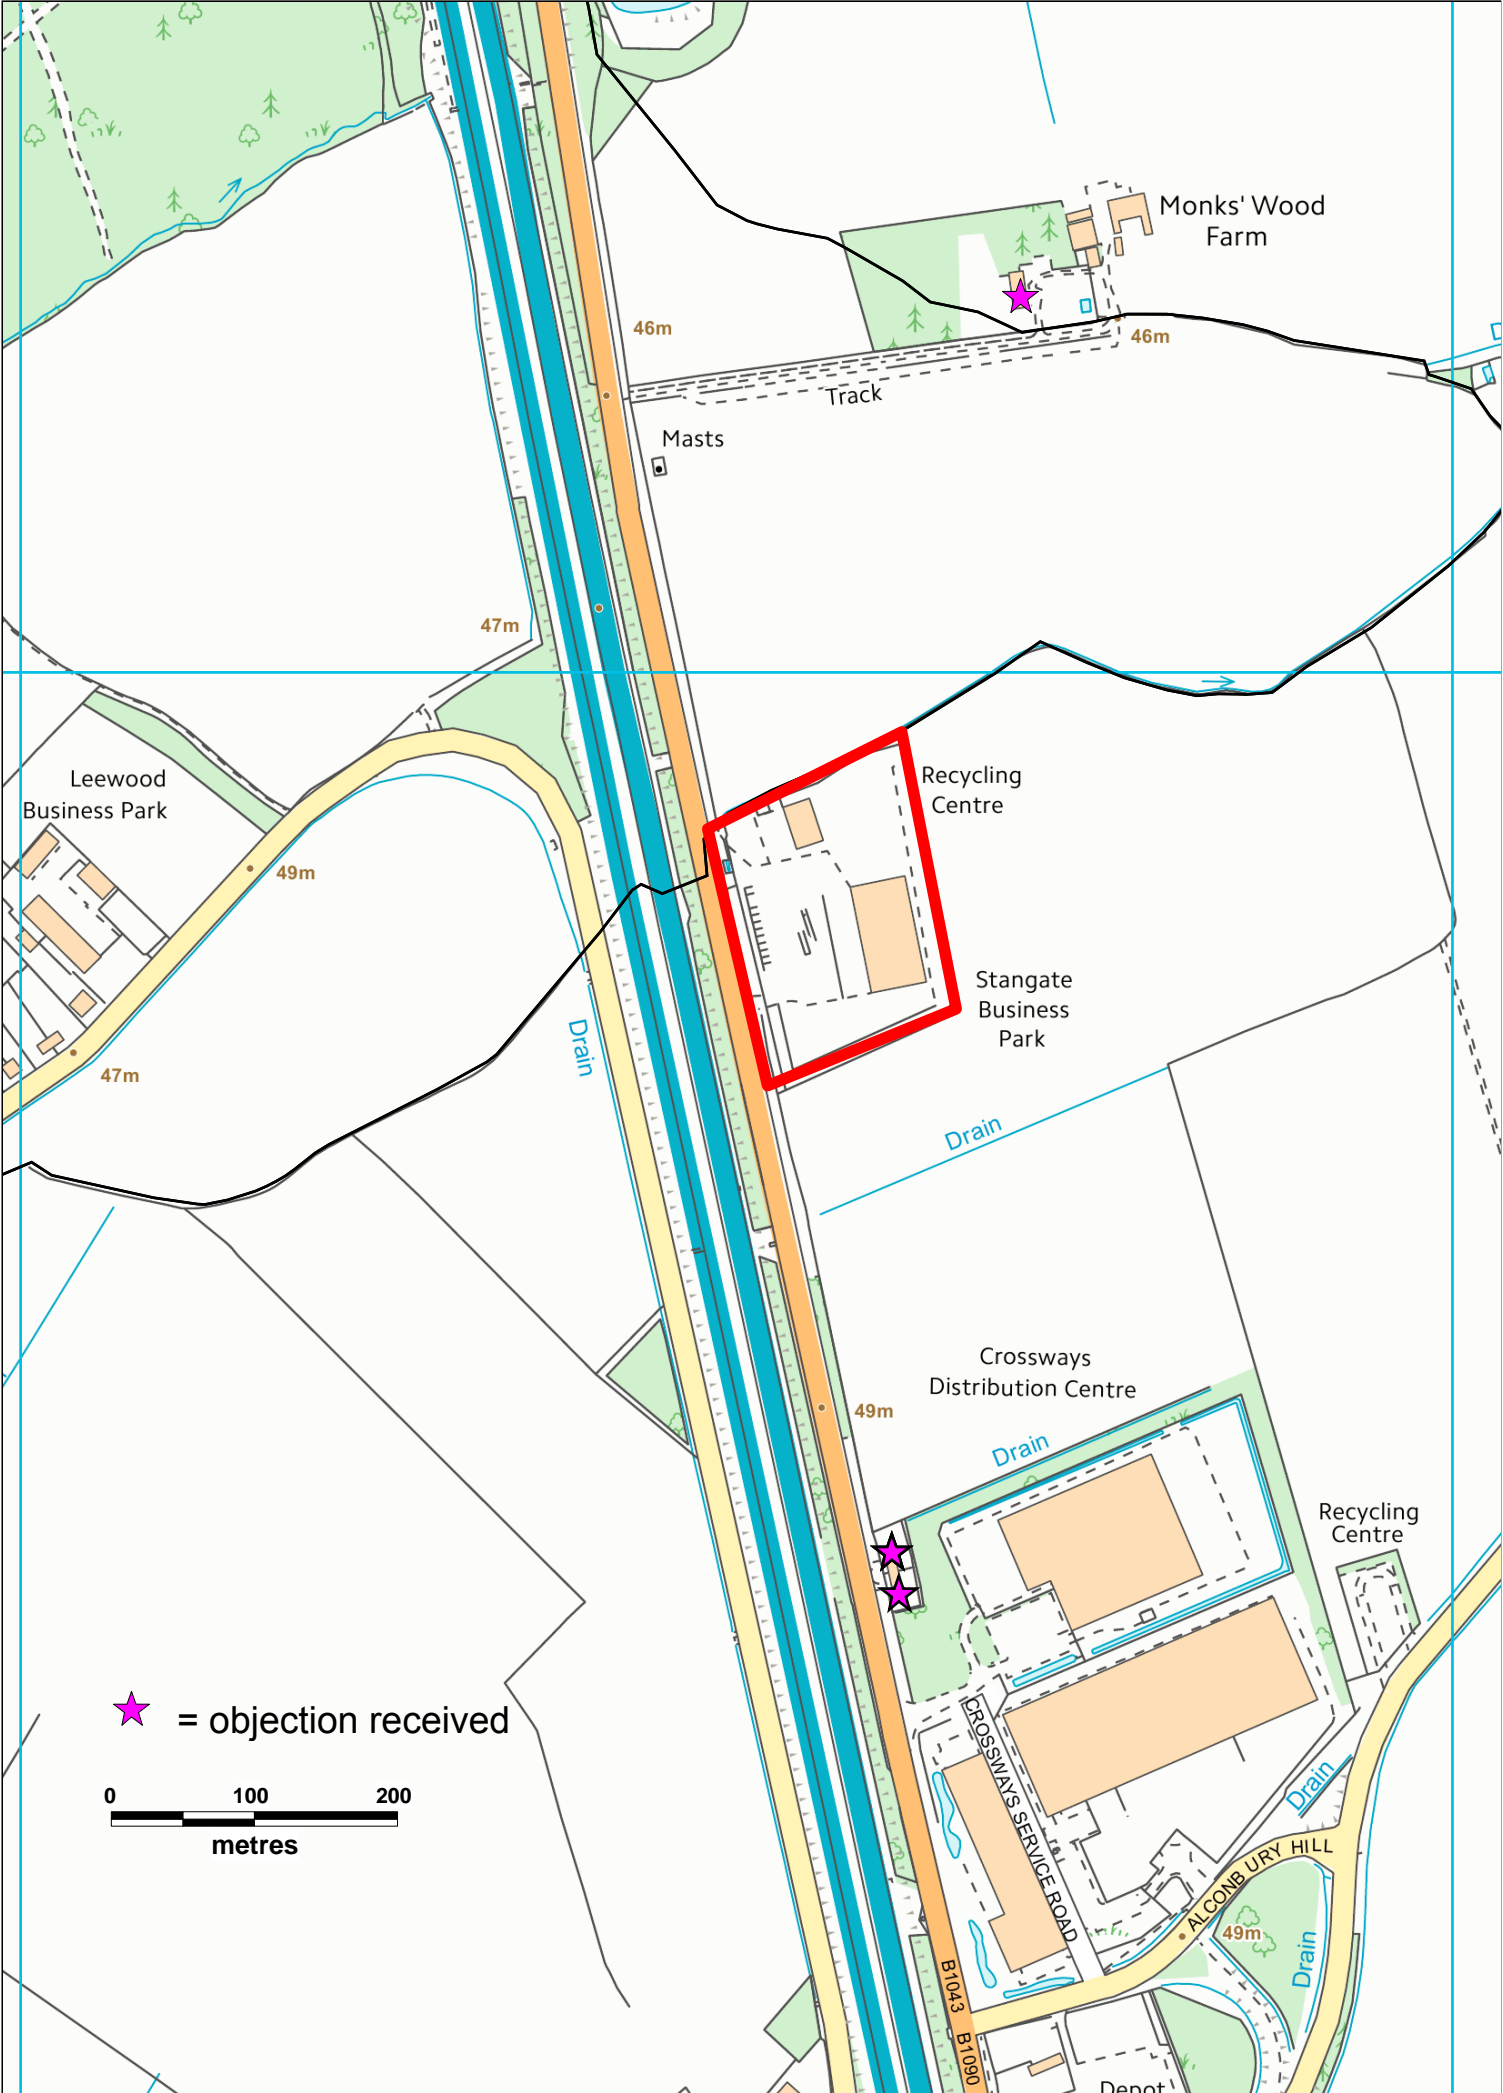 Monks' Wood
Farm
46m
46m
Track
Masts
47m
Leewood
Business Park
49m
47m
Recycling
Centre
Stangate
Business
Park
Drain
Drain
Crossways
Distribution Centre
49m
Drain
Recycling
Centre
= objection received
0 100 200
metres
CROSSWAYS SERVICE ROAD
Drain
ALCONBURY HILL
49m
Drain
B1043
B1090
Depot